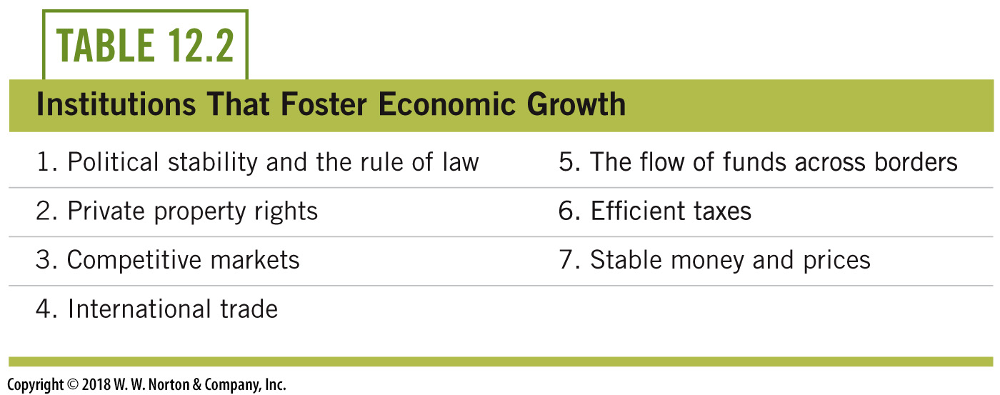 TABLE 12.2
Institutions That Foster Economic Growth
1. Political stability and the rule of law
2. Private property rights
3. Competitive markets
4. International trade
5. The flow of funds across borders
6. Efficient taxes
7. Stable money and prices
Copyright © 2018 W. W. Norton & Company, Inc.